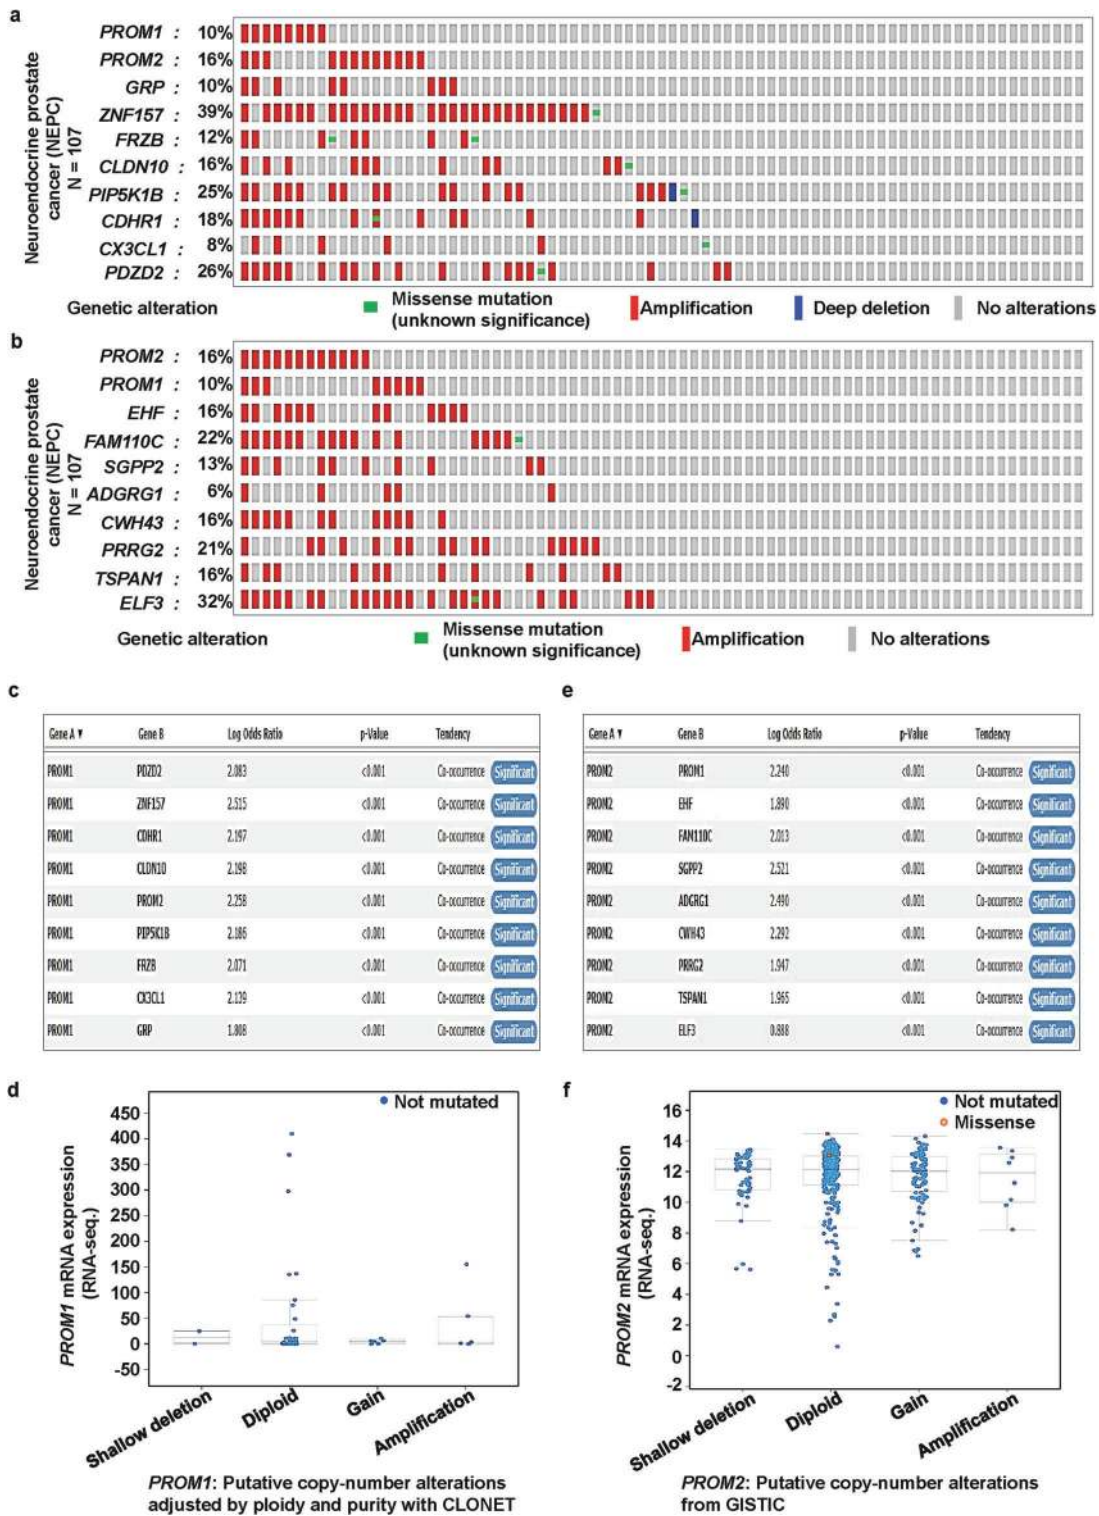 a
Neuroendocrine prostate
cancer (NEPC)
N = 107
PROM1 : 10%
PROM2 : 16%
GRP : 10%
ZNF157 : 39%
FRZB : 12%
CLDN10 : 16%
PIP5K1B : 25%
CDHR1 : 18%
CX3CL1 : 8%
PDZD2 : 26%
Genetic alteration
Missense mutation
(unknown significance)
Amplification
Deep deletion
No alterations
b
Neuroendocrine prostate
cancer (NEPC)
N = 107
PROM2 : 16%
PROM1 : 10%
EHF : 16%
FAM110C : 22%
SGPP2 : 13%
ADGRG1 : 6%
CWH43 : 16%
PRRG2 : 21%
TSPAN1 : 16%
ELF3 : 32%
Genetic alteration
Missense mutation
(unknown significance)
Amplification
No alterations
c
Gene A ▼ Gene B Log Odds Ratio p-Value Tendency
PROM1 PDZD2 2.083 <0.001 Co-occurrence Significant
PROM1 ZNF157 2.515 <0.001 Co-occurrence Significant
PROM1 CDHR1 2.197 <0.001 Co-occurrence Significant
PROM1 CLDN10 2.198 <0.001 Co-occurrence Significant
PROM1 PROM2 2.258 <0.001 Co-occurrence Significant
PROM1 PIP5K1B 2.186 <0.001 Co-occurrence Significant
PROM1 FRZB 2.071 <0.001 Co-occurrence Significant
PROM1 CX3CL1 2.139 <0.001 Co-occurrence Significant
PROM1 GRP 1.808 <0.001 Co-occurrence Significant
e
Gene A ▼ Gene B Log Odds Ratio p-Value Tendency
PROM2 PROM1 2.240 <0.001 Co-occurrence Significant
PROM2 EHF 1.890 <0.001 Co-occurrence Significant
PROM2 FAM110C 2.013 <0.001 Co-occurrence Significant
PROM2 SGPP2 2.521 <0.001 Co-occurrence Significant
PROM2 ADGRG1 2.490 <0.001 Co-occurrence Significant
PROM2 CWH43 2.292 <0.001 Co-occurrence Significant
PROM2 PRRG2 1.947 <0.001 Co-occurrence Significant
PROM2 TSPAN1 1.965 <0.001 Co-occurrence Significant
PROM2 ELF3 0.888 <0.001 Co-occurrence Significant
d
Not mutated
PROM1 mRNA expression
(RNA-seq.)
450
400
350
300
250
200
150
100
50
0
-50
Shallow deletion
Diploid
Gain
Amplification
PROM1: Putative copy-number alterations
adjusted by ploidy and purity with CLONET
f
Not mutated
Missense
PROM2 mRNA expression
(RNA-seq.)
16
14
12
10
8
6
4
2
0
-2
Shallow deletion
Diploid
Gain
Amplification
PROM2: Putative copy-number alterations
from GISTIC